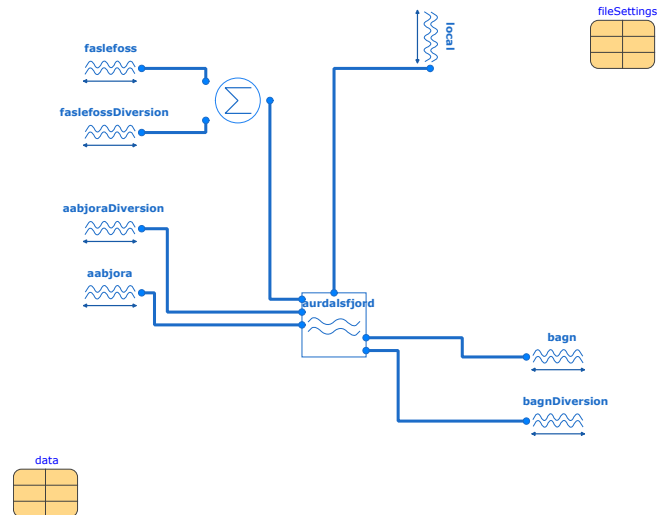 fileSettings
local
faslefoss
faslefossDiversion
Σ
aabjoraDiversion
aabjora
aurdalsfjord
bagn
bagnDiversion
data